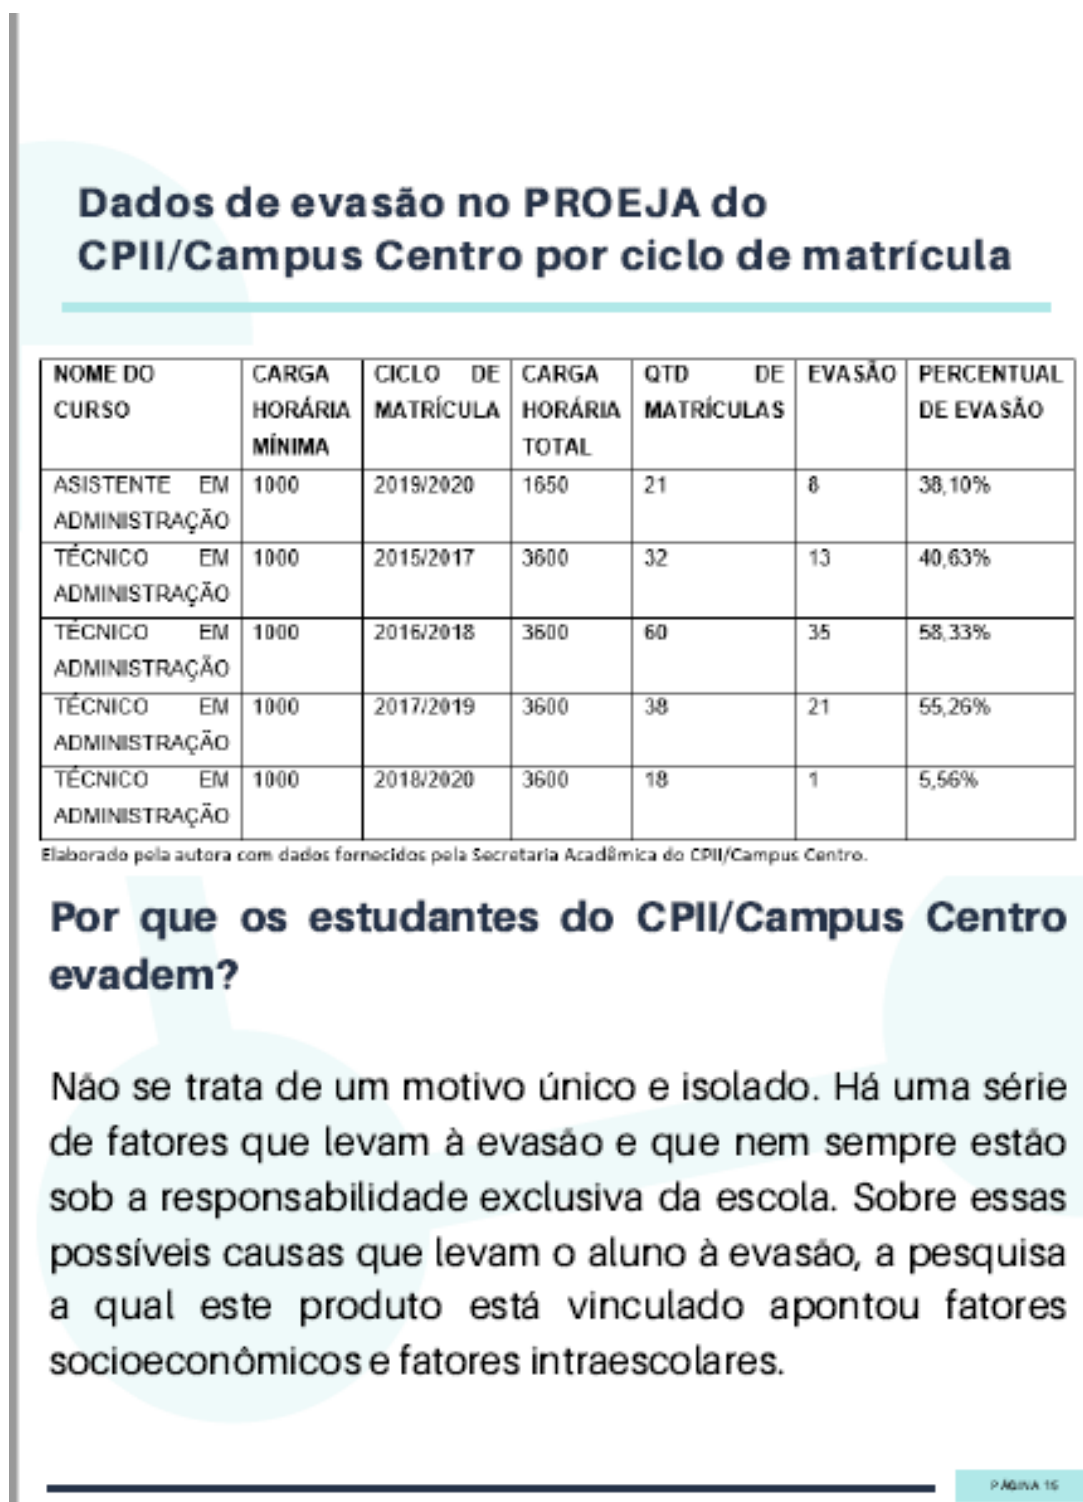 Dados de evasão no PROEJA do
CPII/Campus Centro por ciclo de matrícula
NOME DO CURSO | CARGA HORÁRIA MÍNIMA | CICLO DE MATRÍCULA | CARGA HORÁRIA TOTAL | QTD DE MATRÍCULAS | EVASÃO | PERCENTUAL DE EVASÃO
ASISTENTE EM ADMINISTRAÇÃO | 1000 | 2019/2020 | 1650 | 21 | 8 | 38,10%
TÉCNICO EM ADMINISTRAÇÃO | 1000 | 2015/2017 | 3600 | 32 | 13 | 40,63%
TÉCNICO EM ADMINISTRAÇÃO | 1000 | 2016/2018 | 3600 | 60 | 35 | 58,33%
TÉCNICO EM ADMINISTRAÇÃO | 1000 | 2017/2019 | 3600 | 38 | 21 | 55,26%
TÉCNICO EM ADMINISTRAÇÃO | 1000 | 2018/2020 | 3600 | 18 | 1 | 5,56%
Elaborado pela autora com dados fornecidos pela Secretaria Acadêmica do CPII/Campus Centro.
Por que os estudantes do CPII/Campus Centro
evadem?
Não se trata de um motivo único e isolado. Há uma série
de fatores que levam à evasão e que nem sempre estão
sob a responsabilidade exclusiva da escola. Sobre essas
possíveis causas que levam o aluno à evasão, a pesquisa
a qual este produto está vinculado apontou fatores
socioeconômicos e fatores intraescolares.
PÁGINA 15